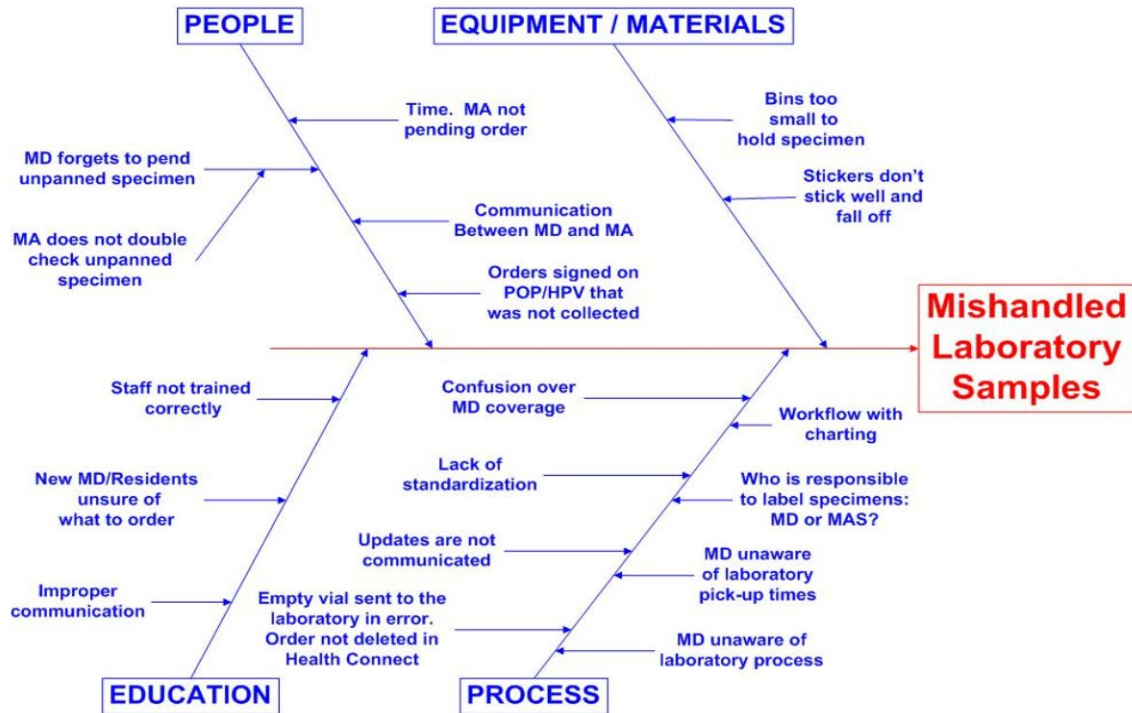 PEOPLE
EQUIPMENT / MATERIALS
Time. MA not
pending order
MD forgets to pend
unpanned specimen
MA does not double
check unpanned
specimen
Communication
Between MD and MA
Orders signed on
POP/HPV that
was not collected
Bins too
small to
hold specimen
Stickers don't
stick well and
fall off
Mishandled
Laboratory
Samples
Staff not trained
correctly
New MD/Residents
unsure of
what to order
Improper
communication
Confusion over
MD coverage
Workflow with
charting
Lack of
standardization
Who is responsible
to label specimens:
MD or MAS?
Updates are not
communicated
MD unaware
of laboratory
pick-up times
Empty vial sent to the
laboratory in error.
Order not deleted in
Health Connect
MD unaware of
laboratory process
EDUCATION
PROCESS